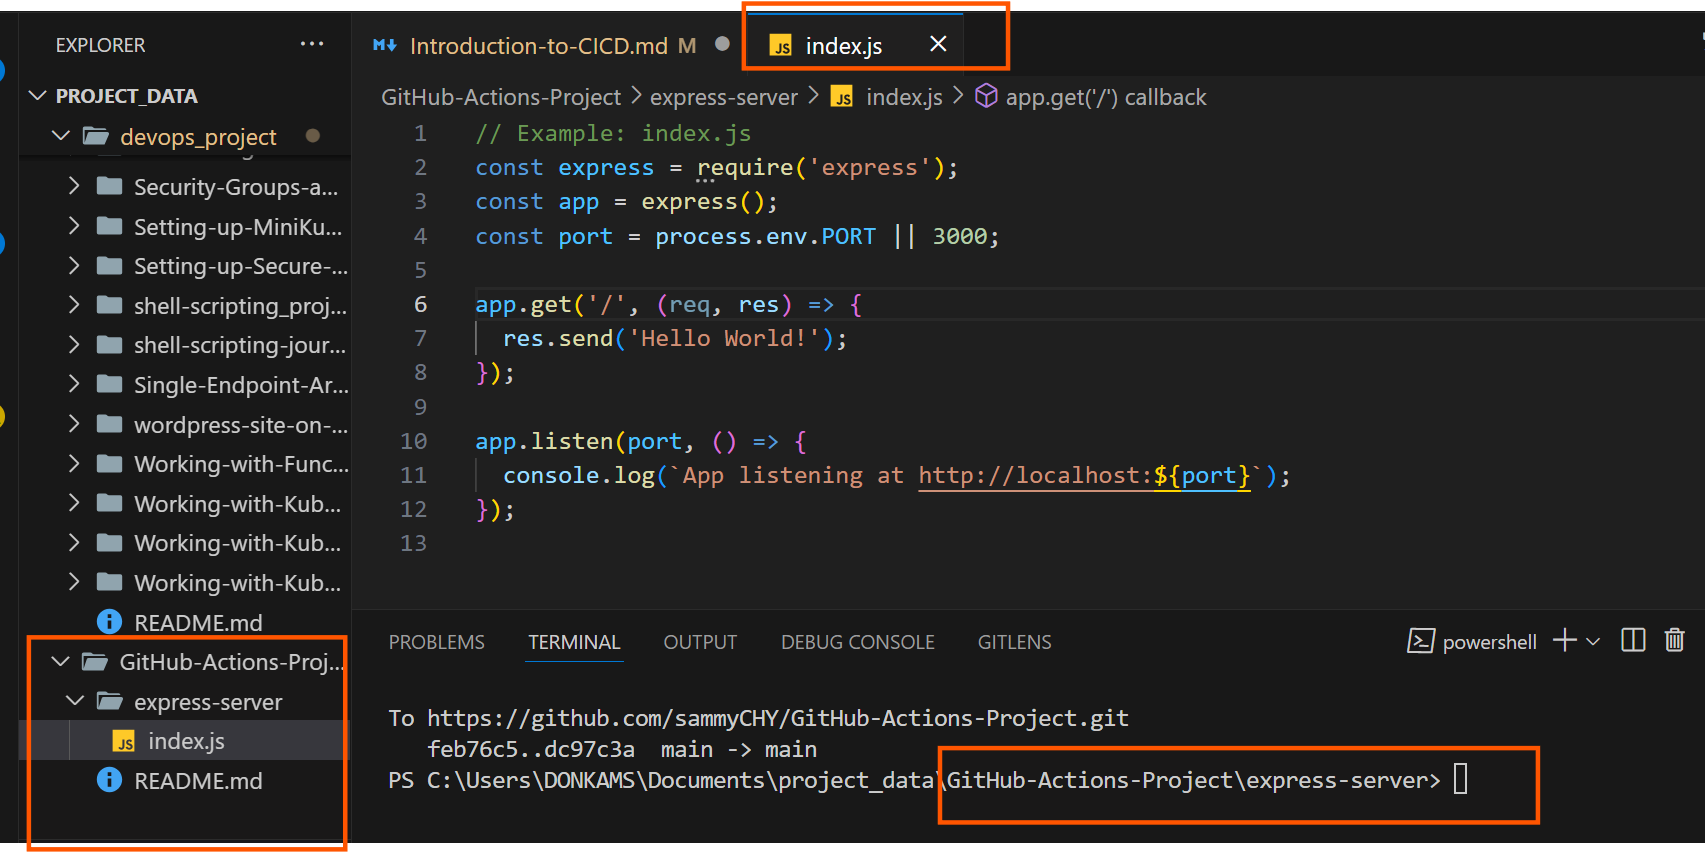 EXPLORER ···
PROJECT_DATA
devops_project
Security-Groups-a...
Setting-up-MiniKu...
Setting-up-Secure-...
shell-scripting_proj...
shell-scripting-jour...
Single-Endpoint-Ar...
wordpress-site-on-...
Working-with-Func...
Working-with-Kub...
Working-with-Kub...
Working-with-Kub...
README.md
GitHub-Actions-Proj...
express-server
JS index.js
README.md
Introduction-to-CICD.md M
JS index.js
GitHub-Actions-Project > express-server > JS index.js > app.get('/') callback
1 // Example: index.js
2 const express = require('express');
3 const app = express();
4 const port = process.env.PORT || 3000;
5
6 app.get('/', (req, res) => {
7 res.send('Hello World!');
8 });
9
10 app.listen(port, () => {
11 console.log(`App listening at http://localhost:${port}`);
12 });
13
PROBLEMS TERMINAL OUTPUT DEBUG CONSOLE GITLENS powershell
To https://github.com/sammyCHY/GitHub-Actions-Project.git
feb76c5..dc97c3a main -> main
PS C:\Users\DONKAMS\Documents\project_data\GitHub-Actions-Project\express-server>